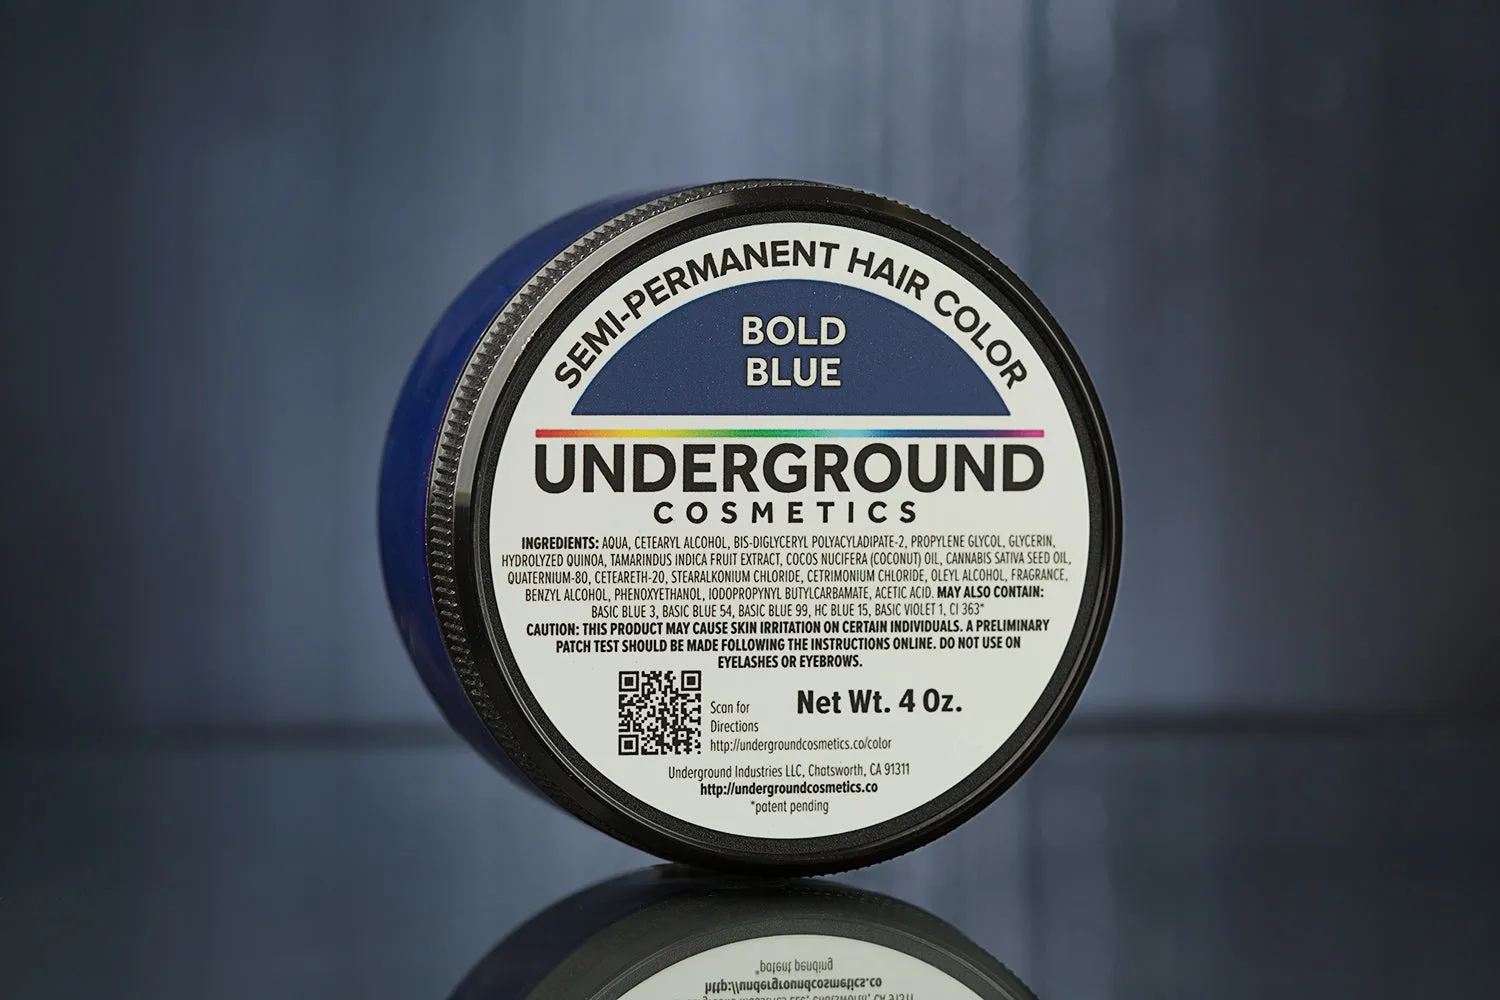 SEMI-PERMANENT HAIR COLOR
BOLD
BLUE
UNDERGROUND
COSMETICS
INGREDIENTS: AQUA, CETEARYL ALCOHOL, BIS-DIGLYCERYL POLYACYLADIPATE-2, PROPYLENE GLYCOL, GLYCERIN,
HYDROLYZED QUINOA, TAMARINDUS INDICA FRUIT EXTRACT, COCOS NUCIFERA (COCONUT) OIL, CANNABIS SATIVA SEED OIL,
QUATERNIUM-80, CETEARETH-20, STEARALKONIUM CHLORIDE, CETRIMONIUM CHLORIDE, OLEYL ALCOHOL, FRAGRANCE,
BENZYL ALCOHOL, PHENOXYETHANOL, IODOPROPYNYL BUTYLCARBAMATE, ACETIC ACID. MAY ALSO CONTAIN:
BASIC BLUE 3, BASIC BLUE 54, BASIC BLUE 99, HC BLUE 15, BASIC VIOLET 1, CI 363*
CAUTION: THIS PRODUCT MAY CAUSE SKIN IRRITATION ON CERTAIN INDIVIDUALS. A PRELIMINARY
PATCH TEST SHOULD BE MADE FOLLOWING THE INSTRUCTIONS ONLINE. DO NOT USE ON
EYELASHES OR EYEBROWS.
Scan for
Directions
Net Wt. 4 Oz.
http://undergroundcosmetics.co/color
Underground Industries LLC, Chatsworth, CA 91311
http://undergroundcosmetics.co
*patent pending
*patent pending
http://undergroundcosmetics.co